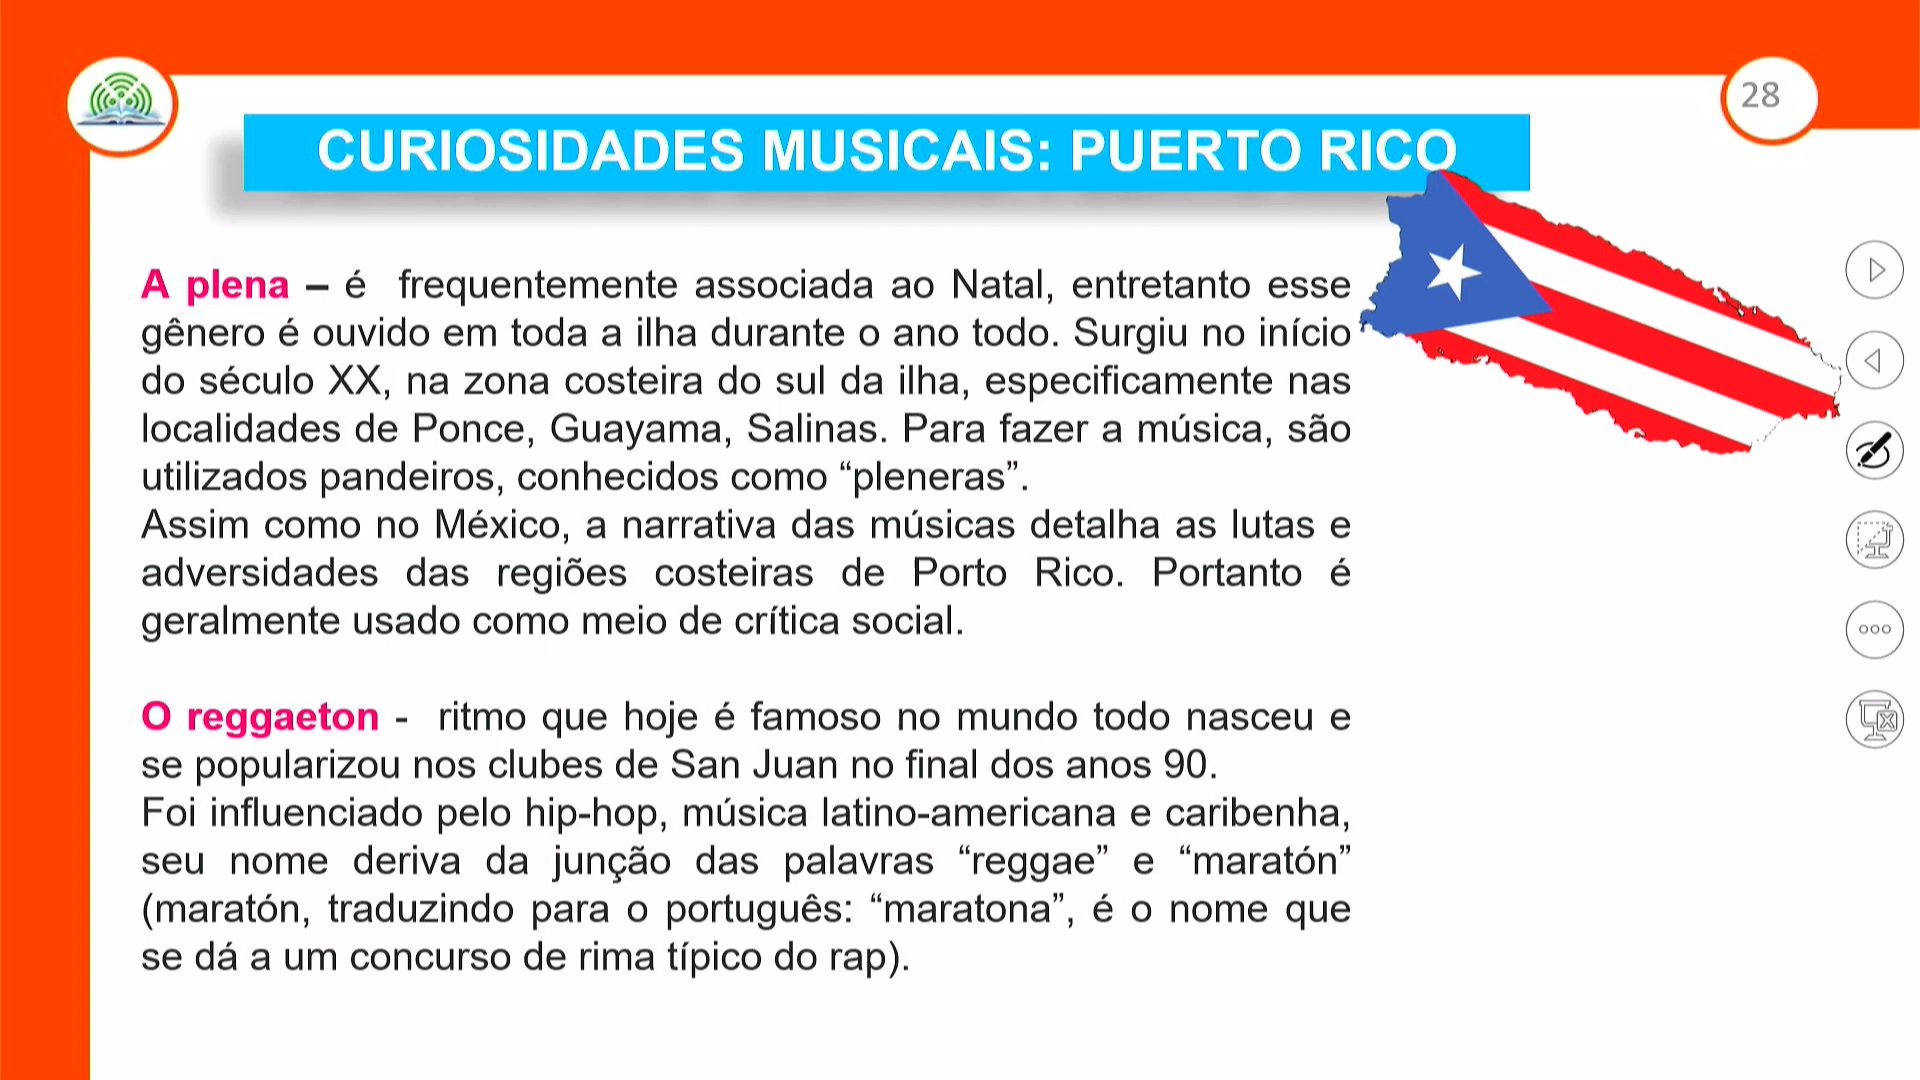 28
CURIOSIDADES MUSICAIS: PUERTO RICO
A plena – é frequentemente associada ao Natal, entretanto esse
gênero é ouvido em toda a ilha durante o ano todo. Surgiu no início
do século XX, na zona costeira do sul da ilha, especificamente nas
localidades de Ponce, Guayama, Salinas. Para fazer a música, são
utilizados pandeiros, conhecidos como “pleneras”.
Assim como no México, a narrativa das músicas detalha as lutas e
adversidades das regiões costeiras de Porto Rico. Portanto é
geralmente usado como meio de crítica social.
O reggaeton - ritmo que hoje é famoso no mundo todo nasceu e
se popularizou nos clubes de San Juan no final dos anos 90.
Foi influenciado pelo hip-hop, música latino-americana e caribenha,
seu nome deriva da junção das palavras “reggae” e “maratón”
(maratón, traduzindo para o português: “maratona”, é o nome que
se dá a um concurso de rima típico do rap).